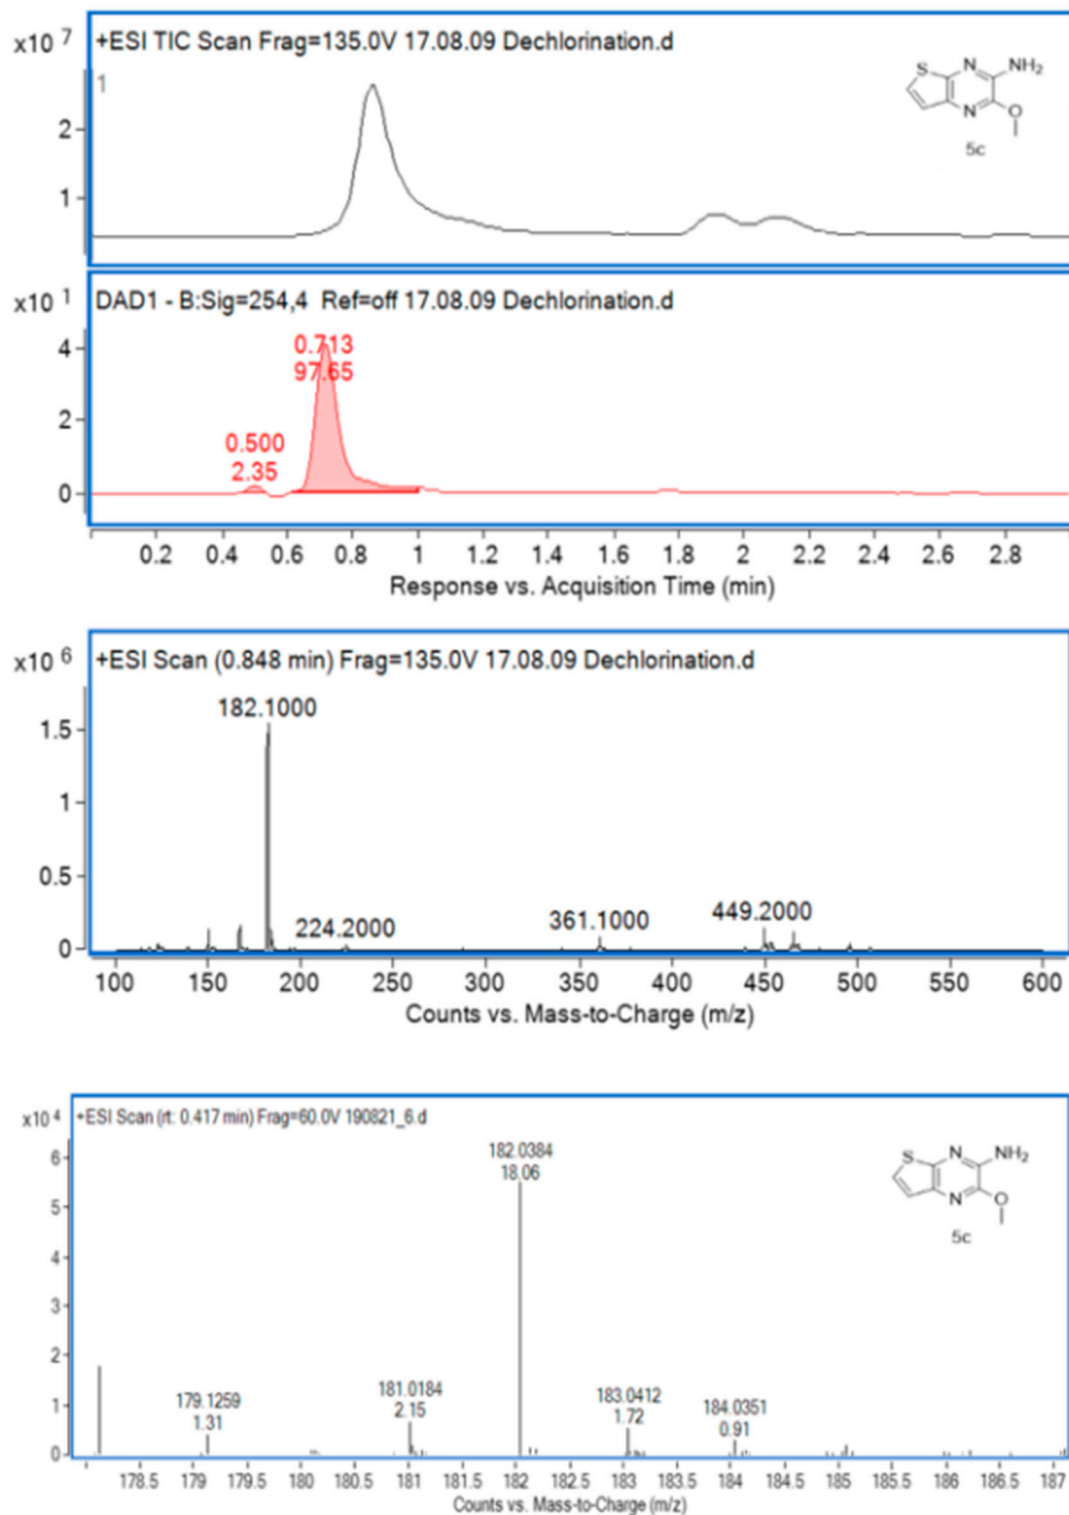 x10 7
+ESI TIC Scan Frag=135.0V 17.08.09 Dechlorination.d
1
2
1
S
N
NH2
N
O
5c
x10 1
DAD1 - B:Sig=254,4 Ref=off 17.08.09 Dechlorination.d
4
2
0
0.713
97.65
0.500
2.35
0.2 0.4 0.6 0.8 1 1.2 1.4 1.6 1.8 2 2.2 2.4 2.6 2.8
Response vs. Acquisition Time (min)
x10 6
+ESI Scan (0.848 min) Frag=135.0V 17.08.09 Dechlorination.d
182.1000
1.5
1
0.5
0
224.2000
361.1000
449.2000
100 150 200 250 300 350 400 450 500 550 600
Counts vs. Mass-to-Charge (m/z)
x10 4
+ESI Scan (rt: 0.417 min) Frag=60.0V 190821_6.d
6
5
4
3
2
1
0
182.0384
18.06
S
N
NH2
N
O
5c
179.1259
1.31
181.0184
2.15
183.0412
1.72
184.0351
0.91
178.5 179 179.5 180 180.5 181 181.5 182 182.5 183 183.5 184 184.5 185 185.5 186 186.5 187
Counts vs. Mass-to-Charge (m/z)